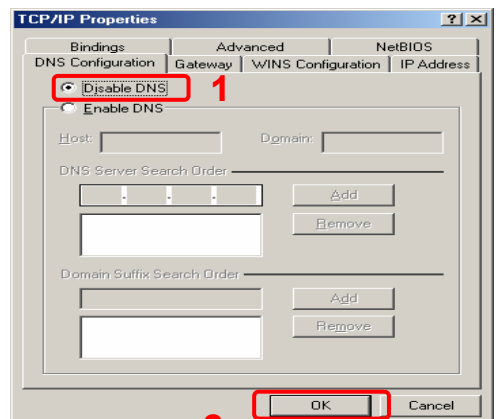 TCP/IP Properties
Bindings Advanced NetBIOS
DNS Configuration Gateway WINS Configuration IP Address
Disable DNS 1
Enable DNS
Host: Domain:
DNS Server Search Order
Add
Remove
Domain Suffix Search Order
Add
Remove
OK Cancel